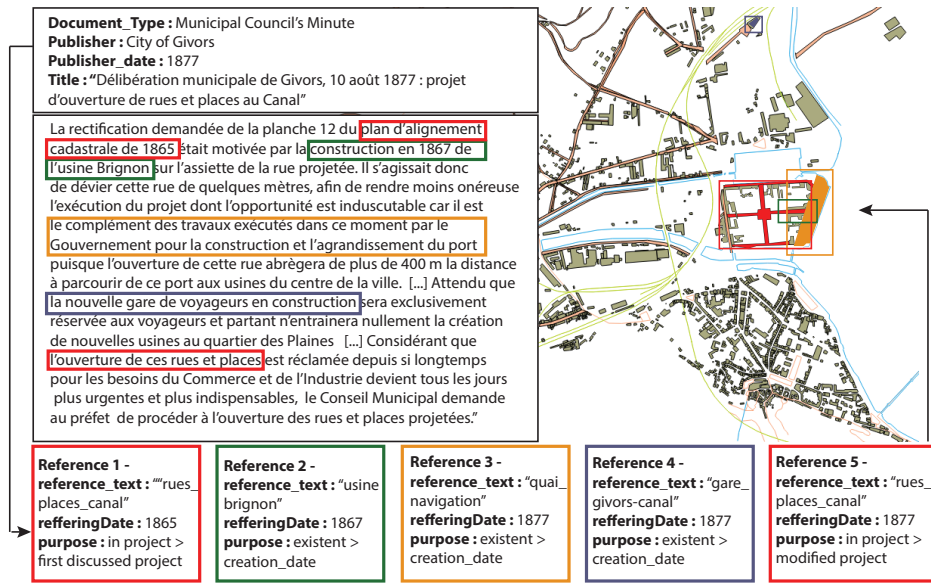 Document_Type : Municipal Council's Minute
Publisher : City of Givors
Publisher_date : 1877
Title : "Délibération municipale de Givors, 10 août 1877 : projet
d'ouverture de rues et places au Canal"
La rectification demandée de la planche 12 du plan d'alignement
cadastrale de 1865 était motivée par la construction en 1867 de
l'usine Brignon sur l'assiette de la rue projetée. Il s'agissait donc
de dévier cette rue de quelques mètres, afin de rendre moins onéreuse
l'exécution du projet dont l'opportunité est induscutable car il est
le complément des travaux exécutés dans ce moment par le
Gouvernement pour la construction et l'agrandissement du port
puisque l'ouverture de cette rue abrègera de plus de 400 m la distance
à parcourir de ce port aux usines du centre de la ville. [...] Attendu que
la nouvelle gare de voyageurs en construction sera exclusivement
réservée aux voyageurs et partant n'entrainera nullement la création
de nouvelles usines au quartier des Plaines [...] Considérant que
l'ouverture de ces rues et places est réclamée depuis si longtemps
pour les besoins du Commerce et de l'Industrie devient tous les jours
plus urgentes et plus indispensables, le Conseil Municipal demande
au préfet de procéder à l'ouverture des rues et places projetées."
Reference 1 -
reference_text : ""rues_
places_canal"
refferingDate : 1865
purpose : in project >
first discussed project
Reference 2 -
reference_text : "usine
brignon"
refferingDate : 1867
purpose : existent >
creation_date
Reference 3 -
reference_text : "quai_
navigation"
refferingDate : 1877
purpose : existent >
creation_date
Reference 4 -
reference_text : "gare_
givors-canal"
refferingDate : 1877
purpose : existent >
creation_date
Reference 5 -
reference_text : "rues_
places_canal"
refferingDate : 1877
purpose : in project >
modified project